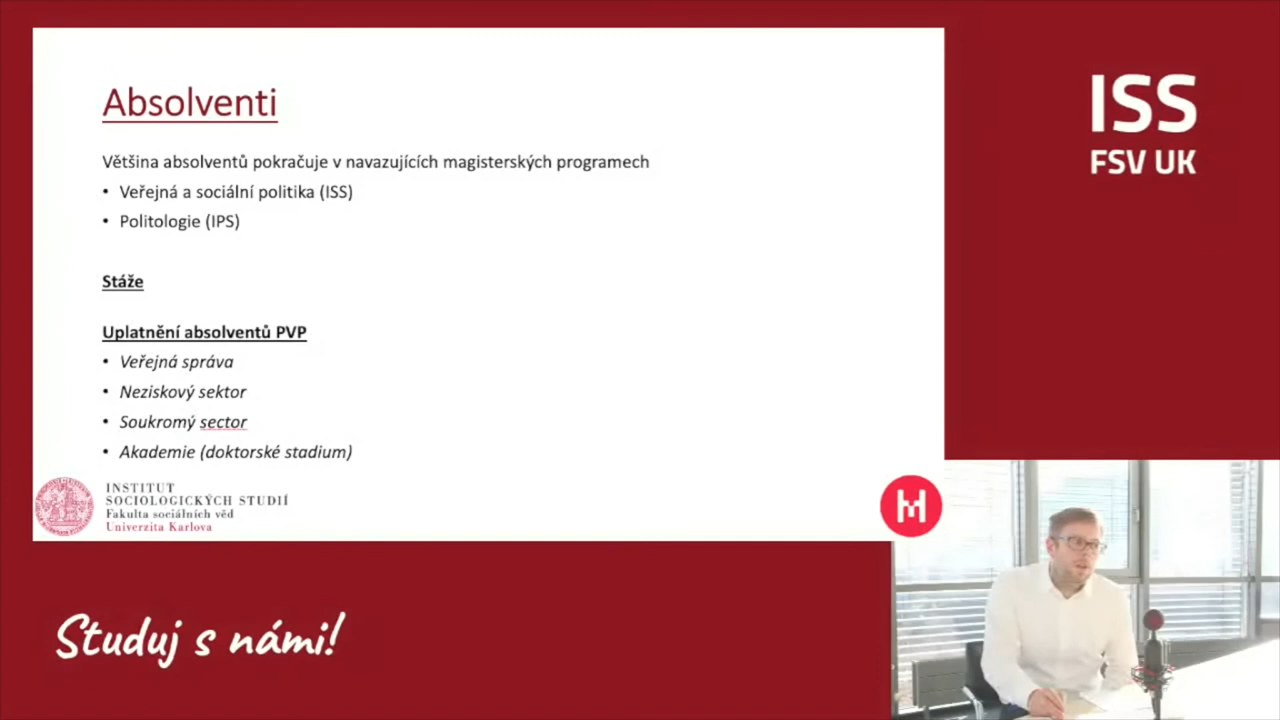 Absolventi
Většina absolventů pokračuje v navazujících magisterských programech
• Veřejná a sociální politika (ISS)
• Politologie (IPS)
Stáže
Uplatnění absolventů PVP
• Veřejná správa
• Neziskový sektor
• Soukromý sector
• Akademie (doktorské stadium)
INSTITUT
SOCIOLOGICKÝCH STUDIÍ
Fakulta sociálních věd
Univerzita Karlova
M
ISS
FSV UK
Studuj s námi!